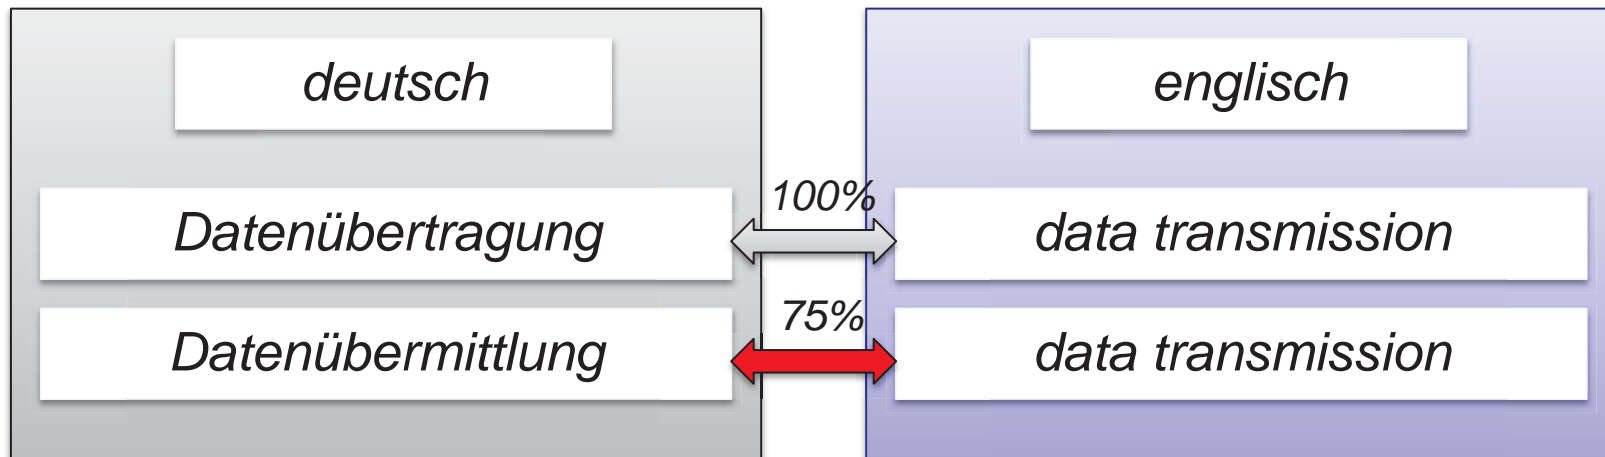 deutsch
englisch
100%
Datenübertragung
data transmission
75%
Datenübermittlung
data transmission